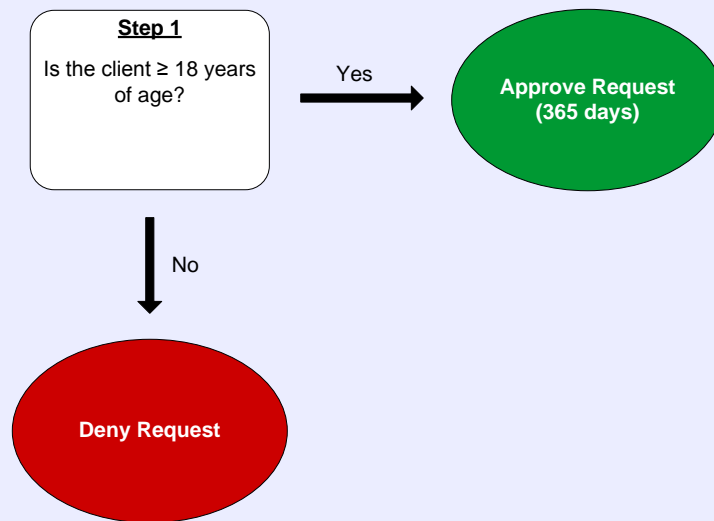 Step 1
Is the client ≥ 18 years
of age?
Yes
Approve Request
(365 days)
No
Deny Request